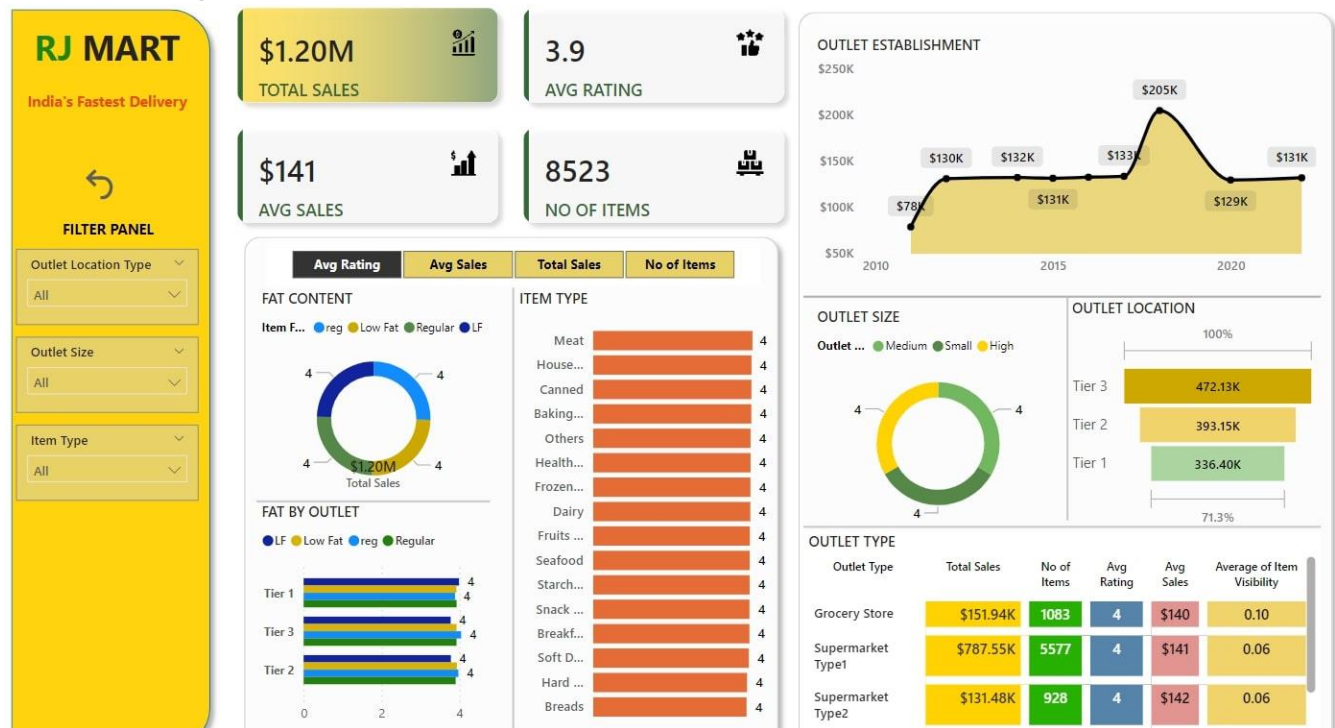 RJ MART
India's Fastest Delivery
FILTER PANEL
Outlet Location Type
All
Outlet Size
All
Item Type
All
$1.20M
TOTAL SALES
3.9
AVG RATING
$141
AVG SALES
8523
NO OF ITEMS
Avg Rating Avg Sales Total Sales No of Items
FAT CONTENT
Item F... reg Low Fat Regular LF
4 4
4 4
$1.20M
Total Sales
FAT BY OUTLET
LF Low Fat reg Regular
Tier 1 4
4
Tier 3 4
4
Tier 2 4
4
0 2 4
ITEM TYPE
Meat 4
House... 4
Canned 4
Baking... 4
Others 4
Health... 4
Frozen... 4
Dairy 4
Fruits ... 4
Seafood 4
Starch... 4
Snack ... 4
Breakf... 4
Soft D... 4
Hard ... 4
Breads 4
OUTLET ESTABLISHMENT
$250K
$200K
$150K
$100K
$50K
$78K
$130K
$132K
$131K
$133K
$205K
$129K
$131K
2010 2015 2020
OUTLET SIZE
Outlet ... Medium Small High
4 4
4
OUTLET LOCATION
100%
Tier 3 472.13K
Tier 2 393.15K
Tier 1 336.40K
71.3%
OUTLET TYPE
Outlet Type Total Sales No of Items Avg Rating Avg Sales Average of Item Visibility
Grocery Store $151.94K 1083 4 $140 0.10
Supermarket Type1 $787.55K 5577 4 $141 0.06
Supermarket Type2 $131.48K 928 4 $142 0.06